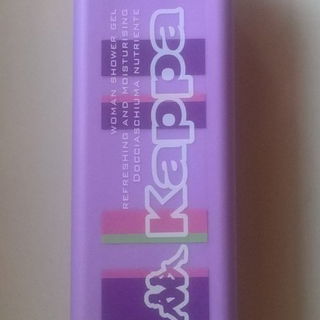 WOMAN SHOWER GEL
REFRESHING AND MOISTURISING
DOCCIASCHIUMA NUTRIENTE
Kappa